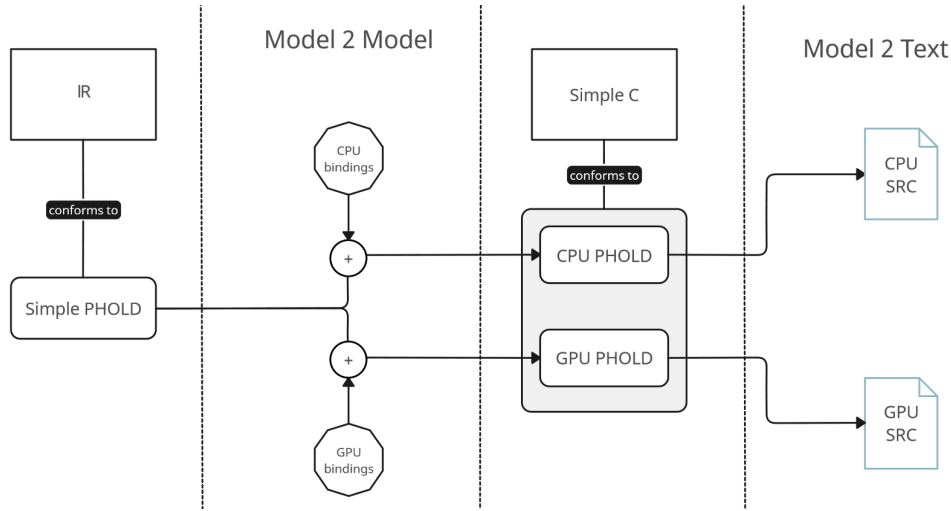 Model 2 Model
Model 2 Text
IR
Simple C
CPU
bindings
CPU
SRC
conforms to
conforms to
+
CPU PHOLD
Simple PHOLD
+
GPU PHOLD
GPU
SRC
GPU
bindings